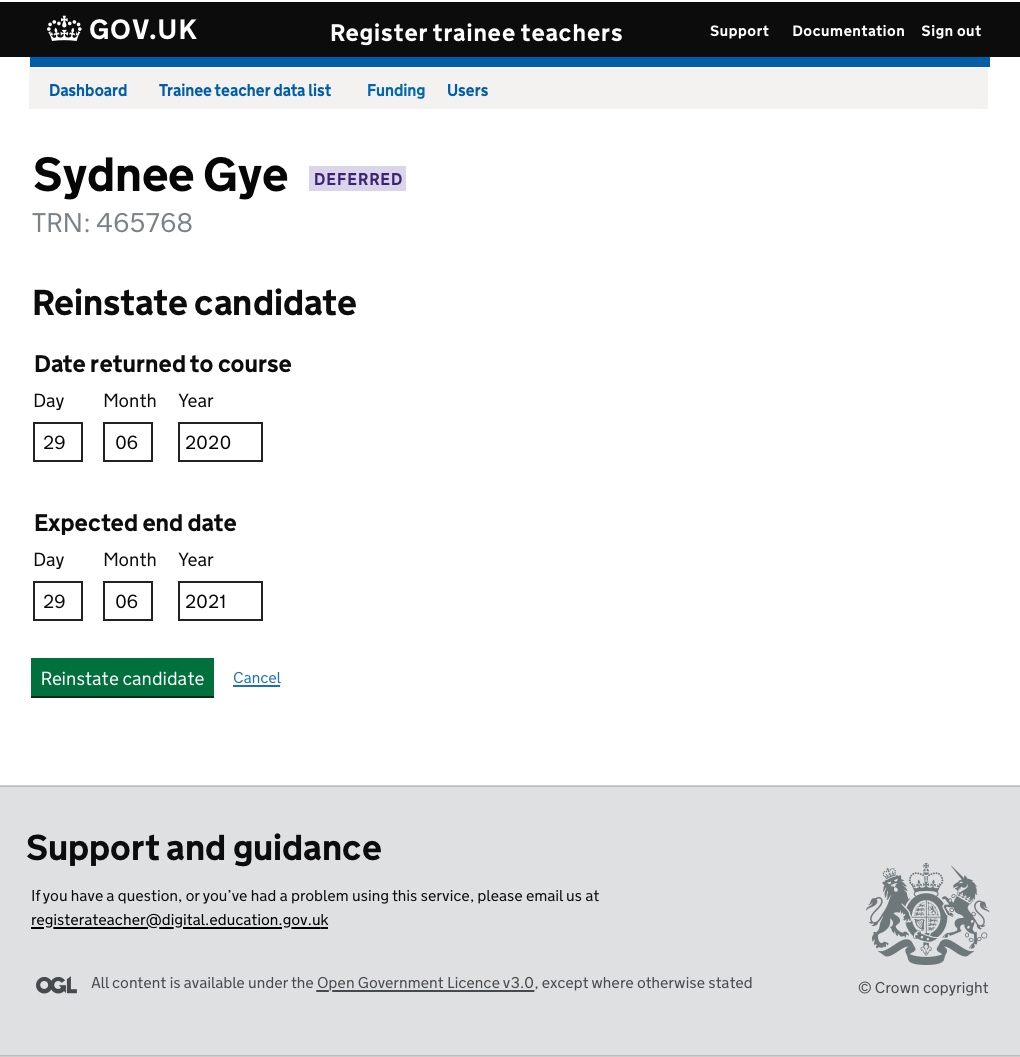 GOV.UK Register trainee teachers Support Documentation Sign out
Dashboard Trainee teacher data list Funding Users
Sydnee Gye DEFERRED
TRN: 465768
Reinstate candidate
Date returned to course
Day Month Year
29 06 2020
Expected end date
Day Month Year
29 06 2021
Reinstate candidate Cancel
Support and guidance
If you have a question, or you’ve had a problem using this service, please email us at
registerateacher@digital.education.gov.uk
OGL All content is available under the Open Government Licence v3.0, except where otherwise stated
© Crown copyright